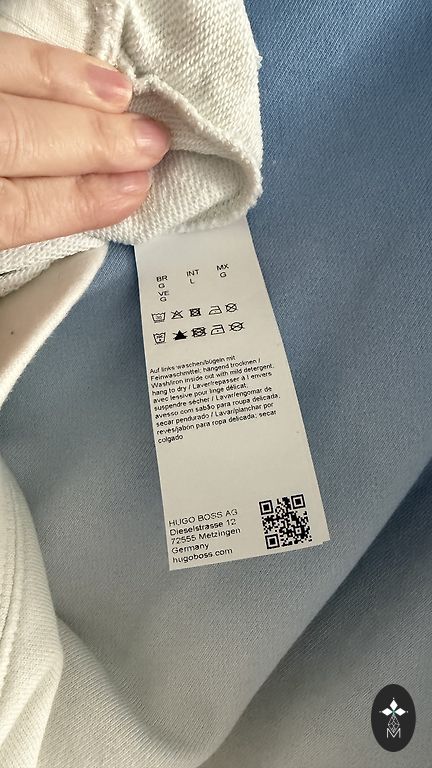 BR INT MX
G L G
VE
G
Auf links waschen/bügeln mit
Feinwaschmittel; hängend trocknen /
Wash/iron inside out with mild detergent,
hang to dry / Laver/repasser à l envers
avec lessive pour linge délicat,
suspendre sécher / Lavar/engomar de
avesso com sabão para roupa delicada,
secar pendurado / Lavar/planchar por
revés/jabón para ropa delicada; secar
colgado
HUGO BOSS AG
Dieselstrasse 12
72555 Metzingen
Germany
hugoboss.com
M